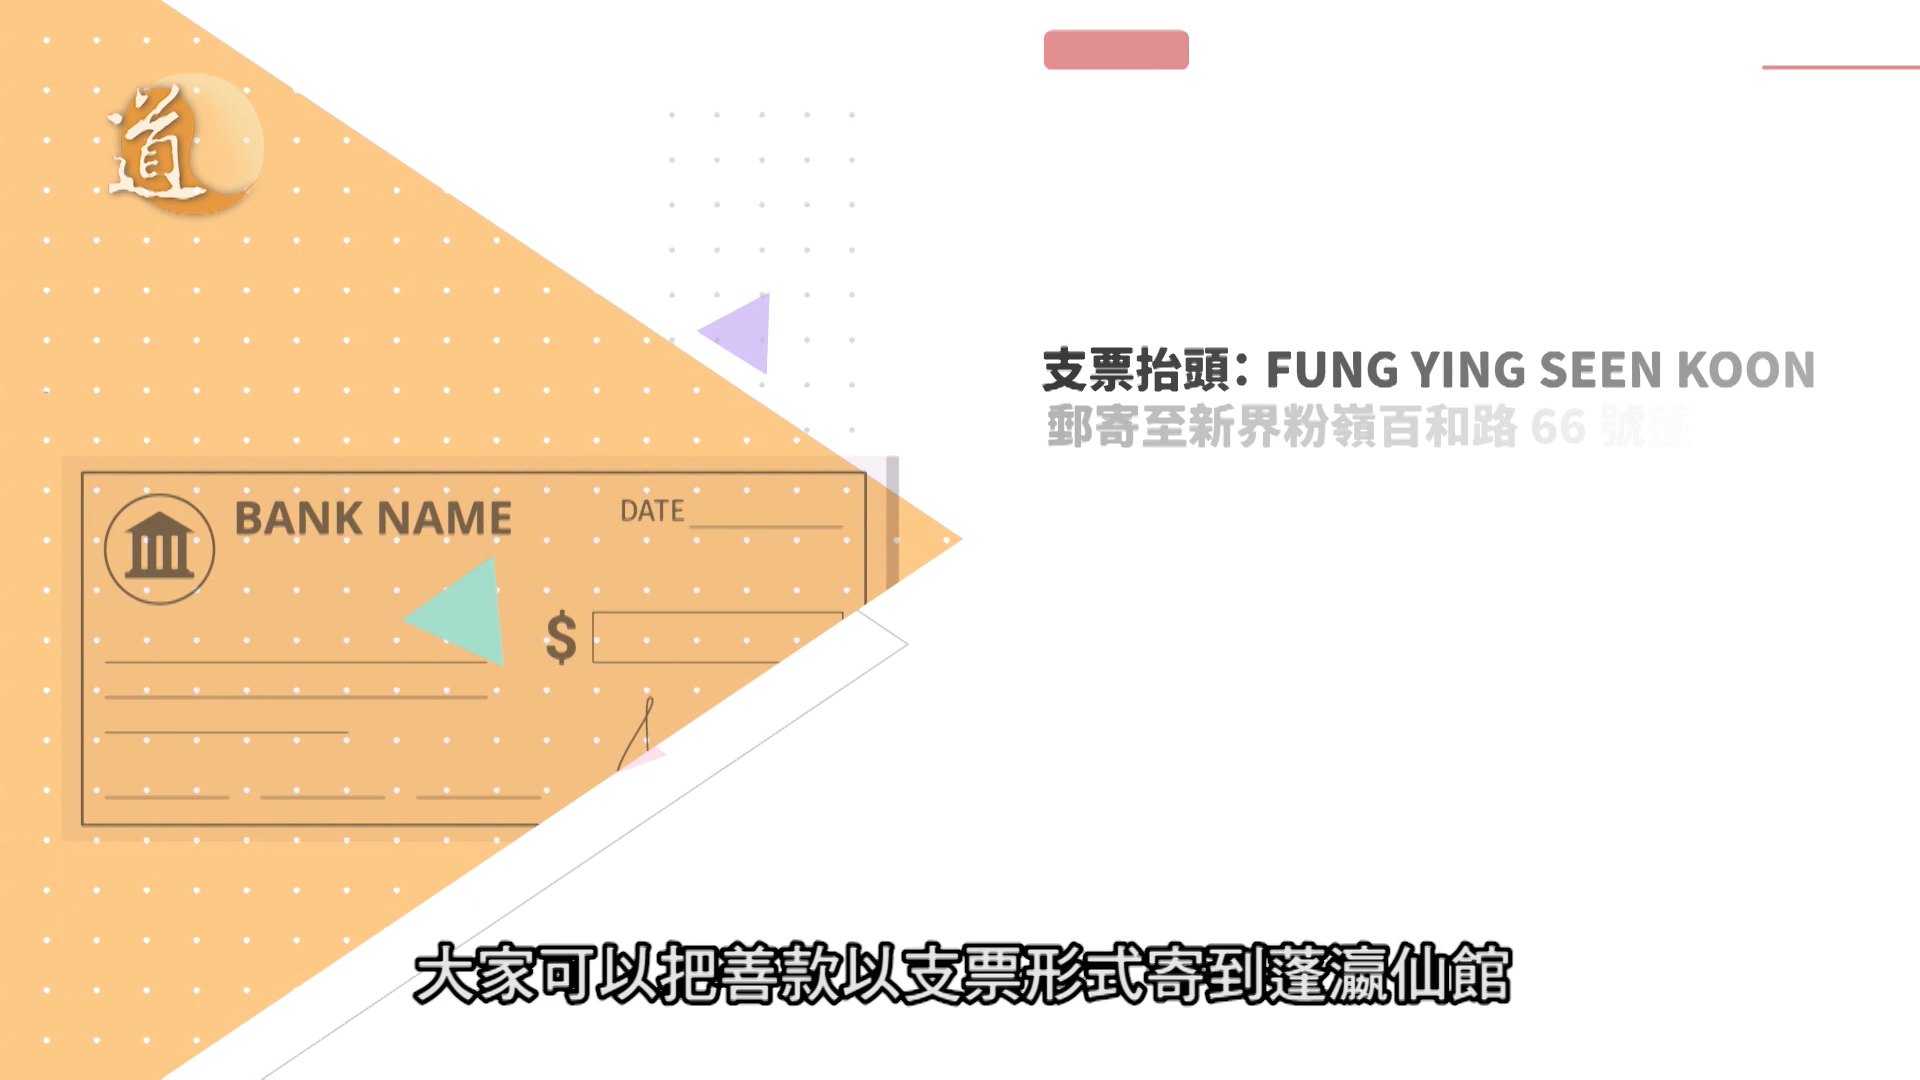 道
支票抬頭：FUNG YING SEEN KOON
郵寄至新界粉嶺百和路 66 號
BANK NAME
DATE
$
大家可以把善款以支票形式寄到蓬瀛仙館